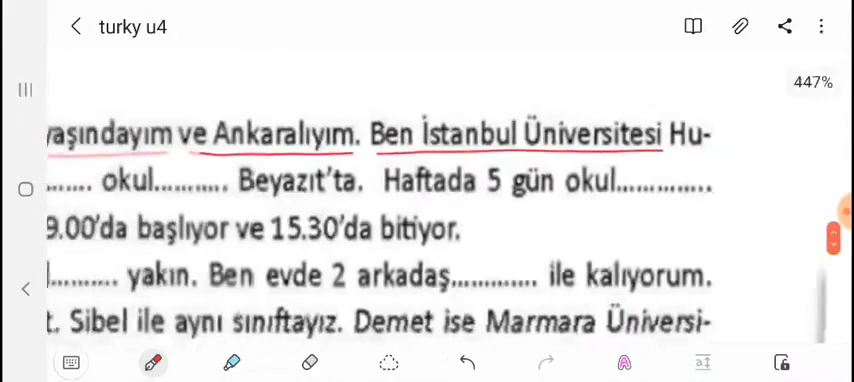 turky u4
447%
yaşındayım ve Ankaralıyım. Ben İstanbul Üniversitesi Hu-
....... okul........... Beyazıt'ta. Haftada 5 gün okul..............
9.00'da başlıyor ve 15.30'da bitiyor.
.......... yakın. Ben evde 2 arkadaş............. ile kalıyorum.
t. Sibel ile aynı sınıftayız. Demet ise Marmara Üniversi-